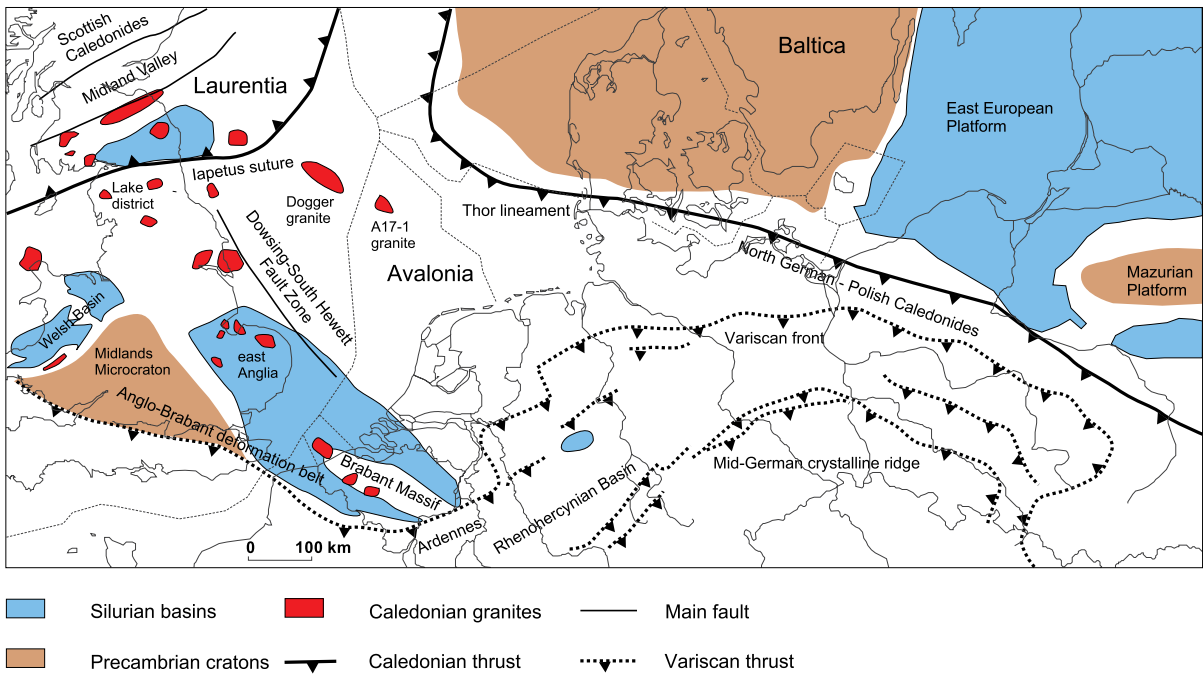 Scottish
Caledonides
Midland Valley
Laurentia
Baltica
East European
Platform
Iapetus suture
Lake
district
Dogger
granite
A17-1
granite
Thor lineament
Dowsing-South Hewett
Fault Zone
Avalonia
North German - Polish Caledonides
Mazurian
Platform
Welsh Basin
Midlands
Microcraton
east
Anglia
Variscan front
Anglo-Brabant deformation belt
Brabant Massif
Mid-German crystalline ridge
Rhenohercynian Basin
Ardennes
0 100 km
Silurian basins
Caledonian granites
Main fault
Precambrian cratons
Caledonian thrust
Variscan thrust